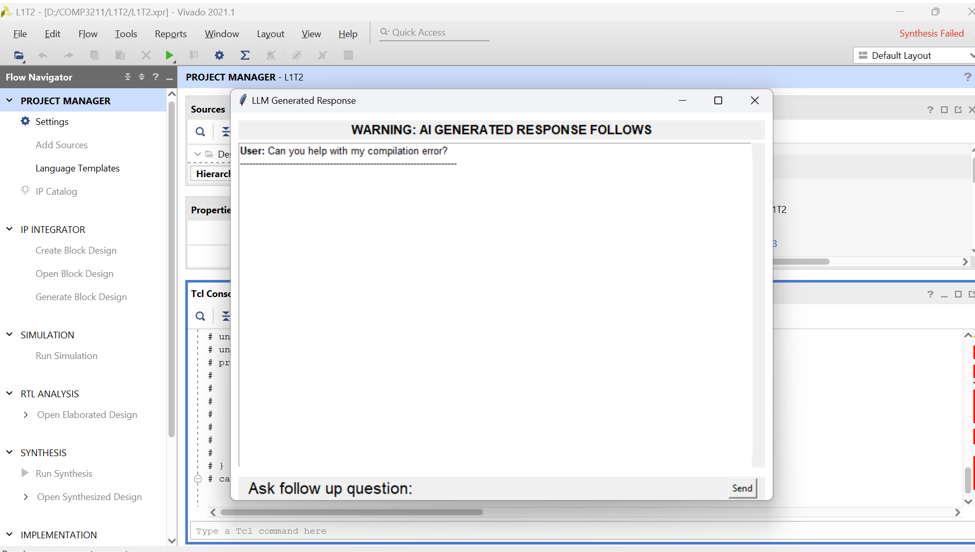 L1T2 - [D:/COMP3211/L1T2/L1T2.xpr] - Vivado 2021.1
File Edit Flow Tools Reports Window Layout View Help Quick Access Synthesis Failed
Default Layout
Flow Navigator
PROJECT MANAGER - L1T2
PROJECT MANAGER
Settings
Add Sources
Language Templates
IP Catalog
IP INTEGRATOR
Create Block Design
Open Block Design
Generate Block Design
SIMULATION
Run Simulation
RTL ANALYSIS
Open Elaborated Design
SYNTHESIS
Run Synthesis
Open Synthesized Design
IMPLEMENTATION
Sources
De
Hierarch
Propertie
1T2
3
Tcl Conso
# un
# un
# pr
#
#
#
#
#
#
#
# }
# ca
Type a Tcl command here
LLM Generated Response
WARNING: AI GENERATED RESPONSE FOLLOWS
User: Can you help with my compilation error?
Ask follow up question:
Send